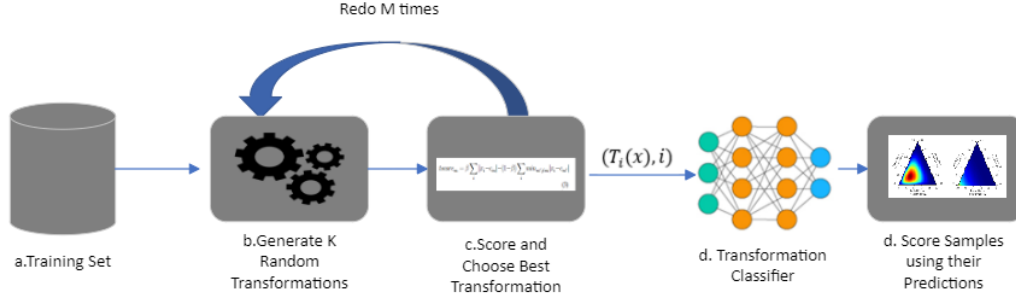 Redo M times
(T_i(x), i)
a.Training Set
b.Generate K
Random
Transformations
c.Score and
Choose Best
Transformation
d. Transformation
Classifier
d. Score Samples
using their
Predictions